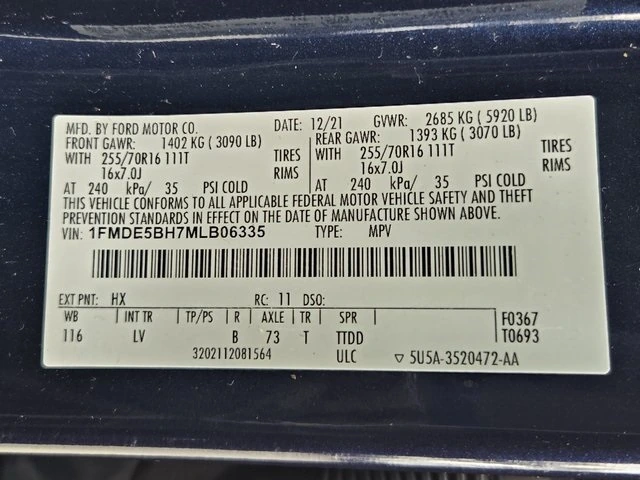 MFD. BY FORD MOTOR CO. DATE: 12/21 GVWR: 2685 KG ( 5920 LB)
FRONT GAWR: 1402 KG ( 3090 LB) REAR GAWR: 1393 KG ( 3070 LB)
WITH 255/70R16 111T TIRES WITH 255/70R16 111T TIRES
16x7.0J RIMS 16x7.0J RIMS
AT 240 kPa/ 35 PSI COLD AT 240 kPa/ 35 PSI COLD
THIS VEHICLE CONFORMS TO ALL APPLICABLE FEDERAL MOTOR VEHICLE SAFETY AND THEFT
PREVENTION STANDARDS IN EFFECT ON THE DATE OF MANUFACTURE SHOWN ABOVE.
VIN: 1FMDE5BH7MLB06335 TYPE: MPV
EXT PNT: HX RC: 11 DSO:
WB INT TR TP/PS R AXLE TR SPR F0367
116 LV B 73 T TTDD T0693
3202112081564 ULC ▽ 5U5A-3520472-AA